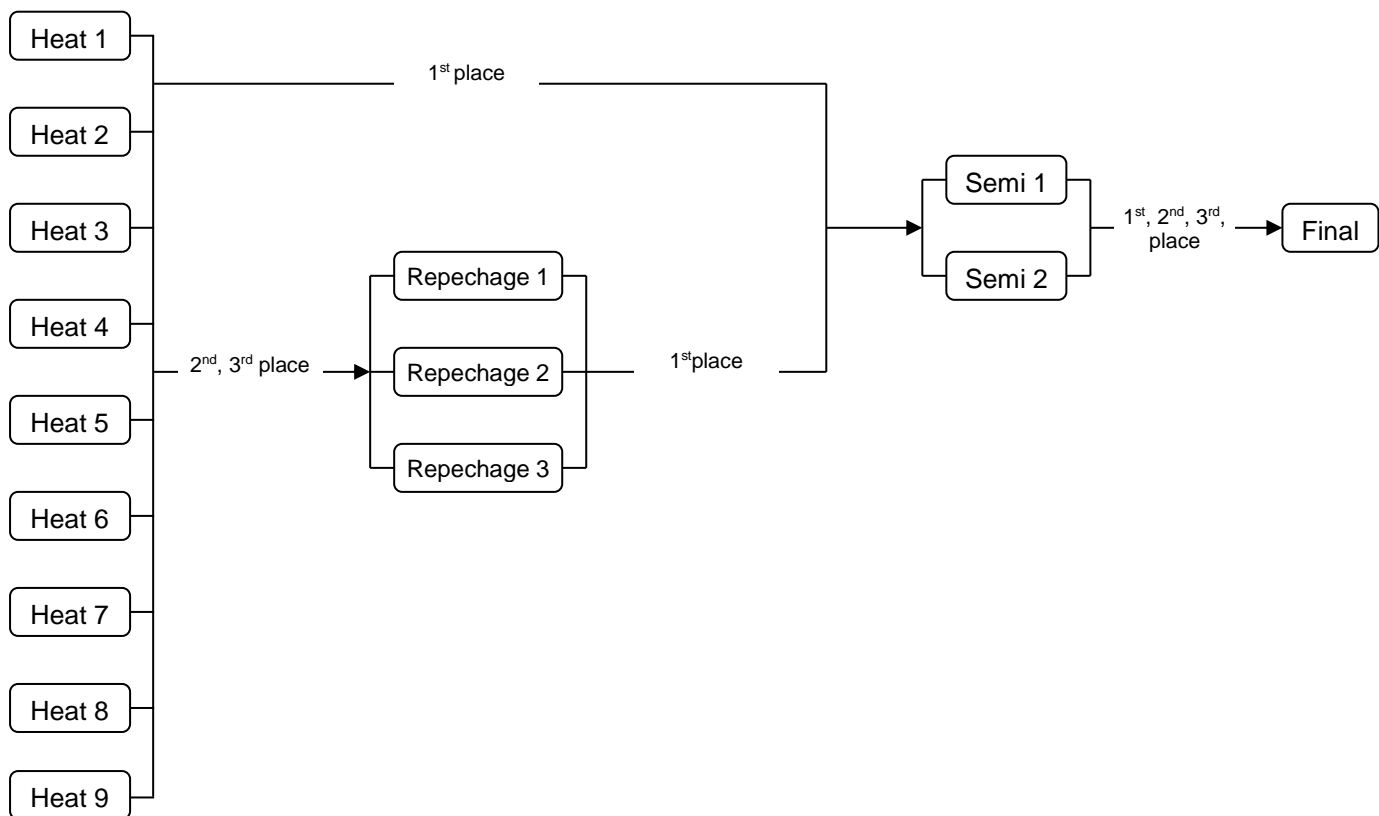 Heat 1
1st place
Heat 2
Semi 1
Heat 3
1st, 2nd, 3rd,
place
Final
Repechage 1
Semi 2
Heat 4
2nd, 3rd place
Repechage 2
1stplace
Heat 5
Repechage 3
Heat 6
Heat 7
Heat 8
Heat 9